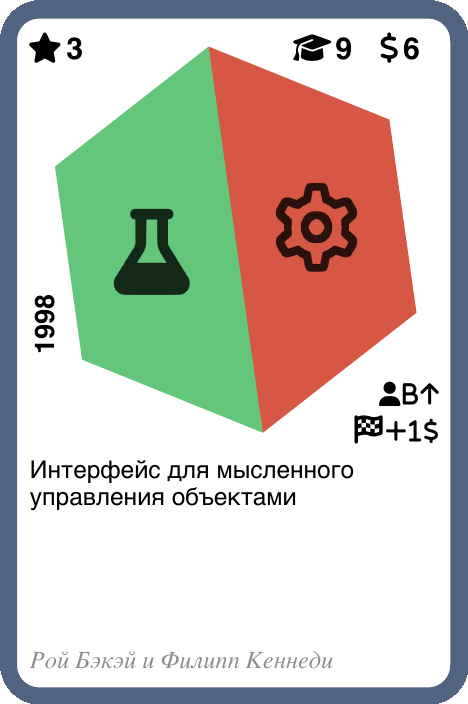 3 9 $6
1998
B↑
+1$
Интерфейс для мысленного
управления объектами
Рой Бэкэй и Филипп Кеннеди